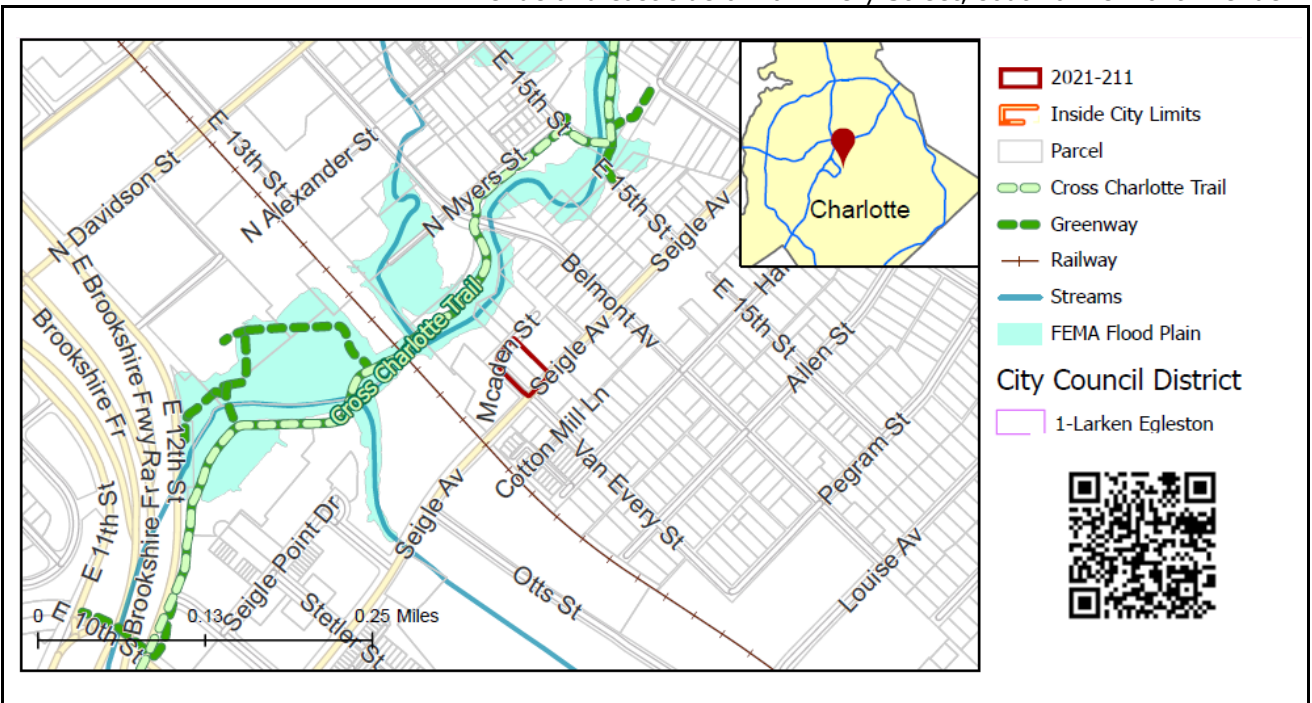 E 15th St
E 13th St
N Alexander St
N Davidson St
N Myers St
E 15th St
Seigle Av
Charlotte
Belmont Av
E 15th St
Allen St
E Brookshire Frwy Ra
Brookshire Fr
Cross Charlotte Trail
Mcaden St
Seigle Av
Cotton Mill Ln
Van Every St
Pegram St
E 12th St
Brookshire Fr
E 11th St
Seigle Point Dr
Seigle Av
Otts St
Louise Av
Stetler St
E 10th St
0 0.13 0.25 Miles
2021-211
Inside City Limits
Parcel
Cross Charlotte Trail
Greenway
Railway
Streams
FEMA Flood Plain
City Council District
1-Larken Egleston